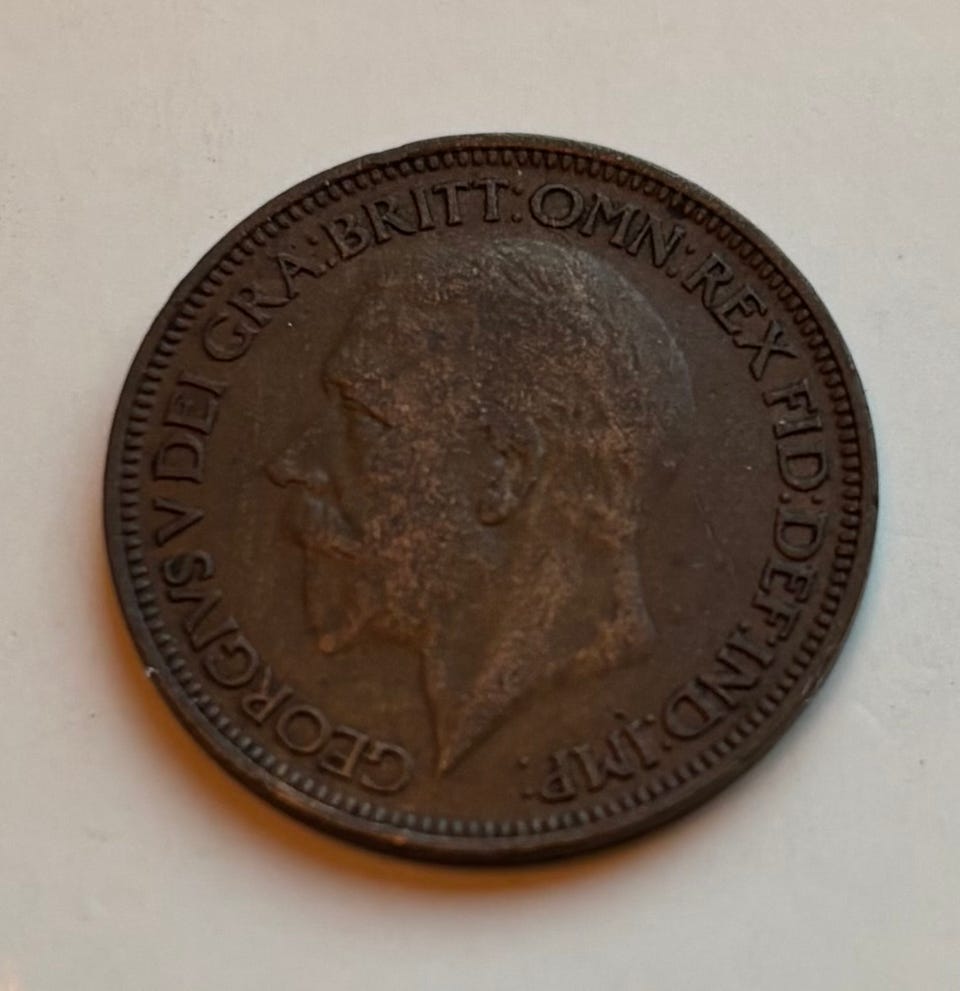 GEORGIVS V DEI GRA: BRITT: OMN: REX FID: DEF: IND: IMP: